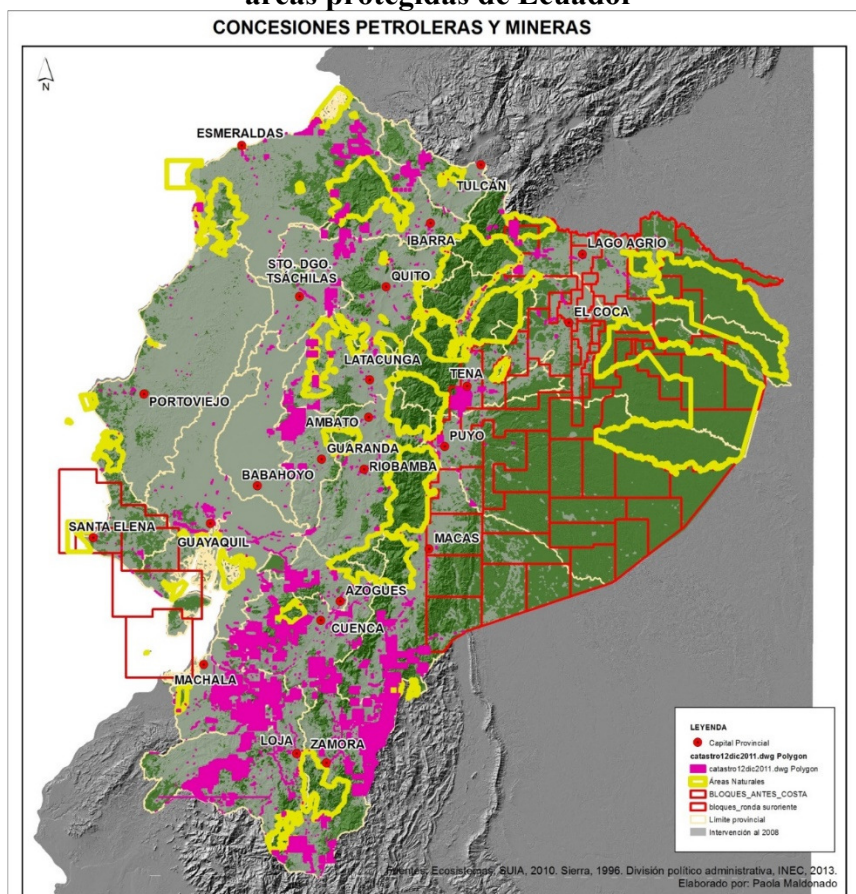 áreas protegidas de Ecuador
CONCESIONES PETROLERAS Y MINERAS
N
ESMERALDAS
TULCÁN
IBARRA
LAGO AGRIO
STO. DGO.
TSÁCHILAS
QUITO
EL COCA
LATACUNGA
TENA
PORTOVIEJO
AMBATO
PUYO
GUARANDA
RIOBAMBA
BABAHOYO
SANTA ELENA
GUAYAQUIL
MACAS
AZOGUES
CUENCA
MACHALA
LOJA
ZAMORA
LEYENDA
Capital Provincial
catastro12dic2011.dwg Polygon
catastro12dic2011.dwg Polygon
Áreas Naturales
BLOQUES_ANTES_COSTA
bloques_ronda suroriente
Límite provincial
Intervención al 2008
Fuentes: Ecosistemas, SUIA, 2010. Sierra, 1996. División político administrativa, INEC, 2013.
Elaborado por: Paola Maldonado